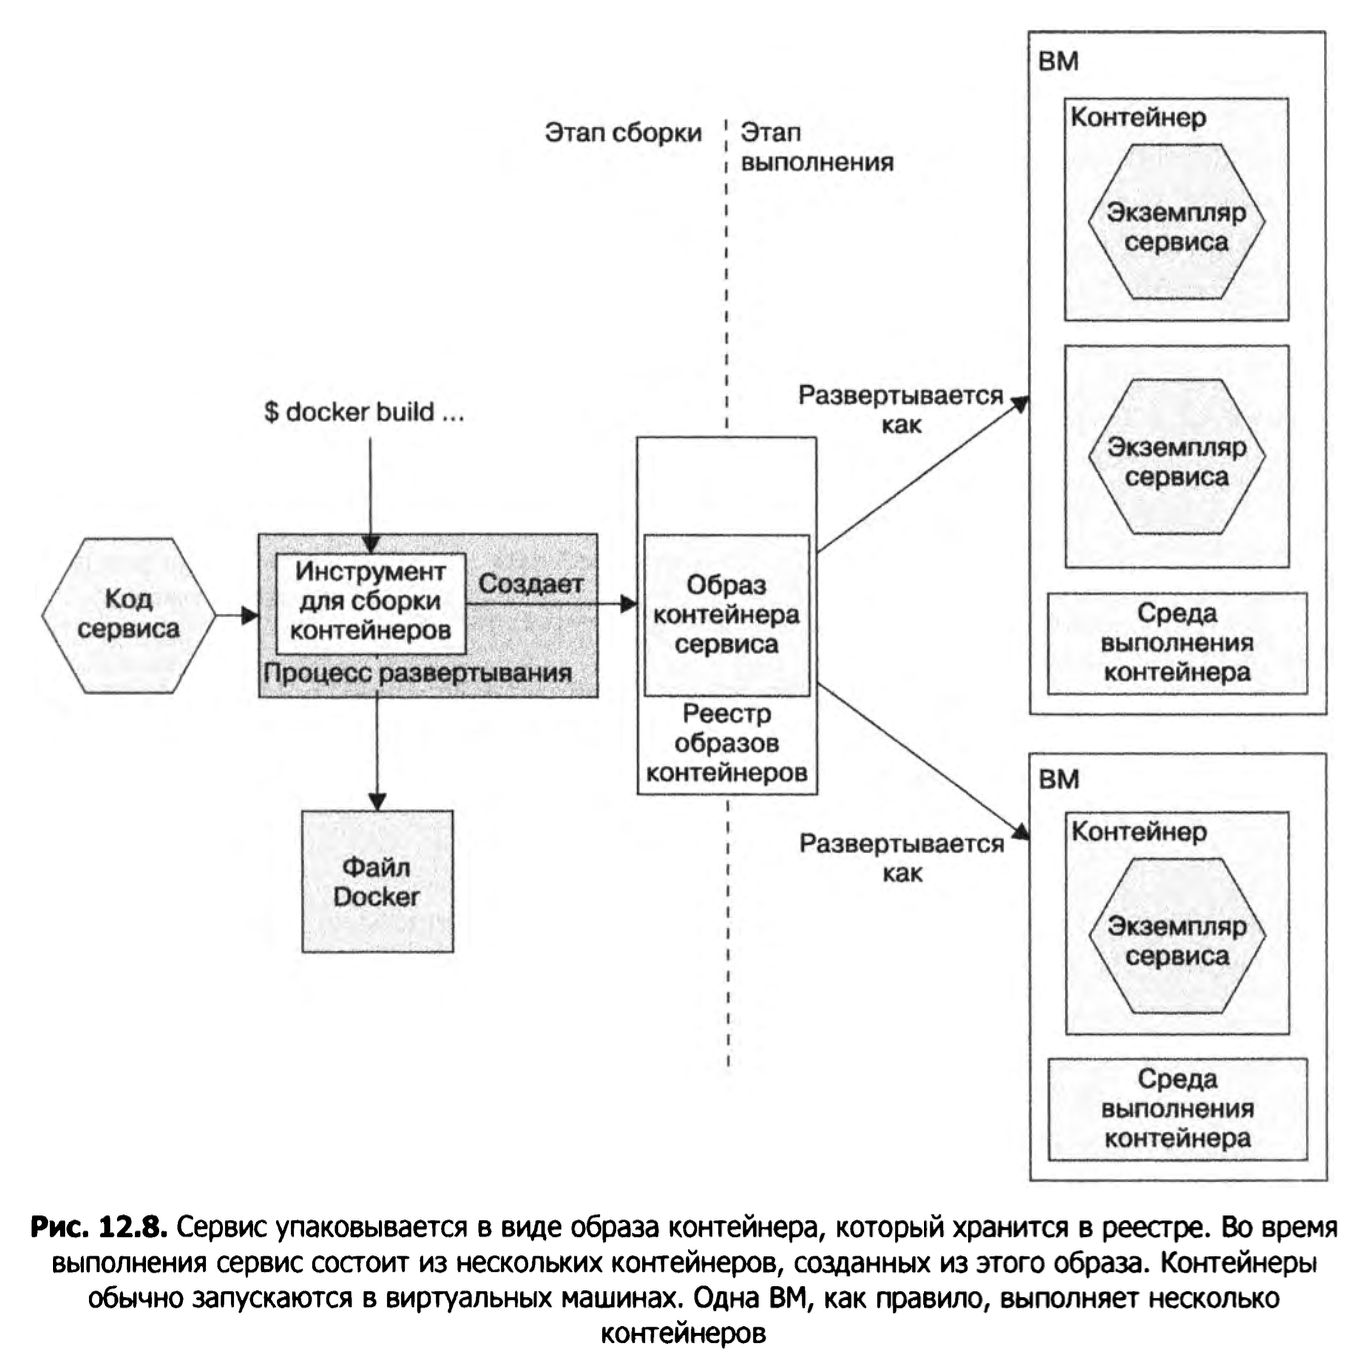 ВМ
Контейнер
Экземпляр
сервиса
Этап сборки
Этап
выполнения
Экземпляр
сервиса
Развертывается
как
$ docker build ...
Код
сервиса
Инструмент
для сборки
контейнеров
Создает
Процесс развертывания
Образ
контейнера
сервиса
Реестр
образов
контейнеров
Среда
выполнения
контейнера
Файл
Docker
Развертывается
как
ВМ
Контейнер
Экземпляр
сервиса
Среда
выполнения
контейнера
Рис. 12.8. Сервис упаковывается в виде образа контейнера, который хранится в реестре. Во время
выполнения сервис состоит из нескольких контейнеров, созданных из этого образа. Контейнеры
обычно запускаются в виртуальных машинах. Одна ВМ, как правило, выполняет несколько
контейнеров